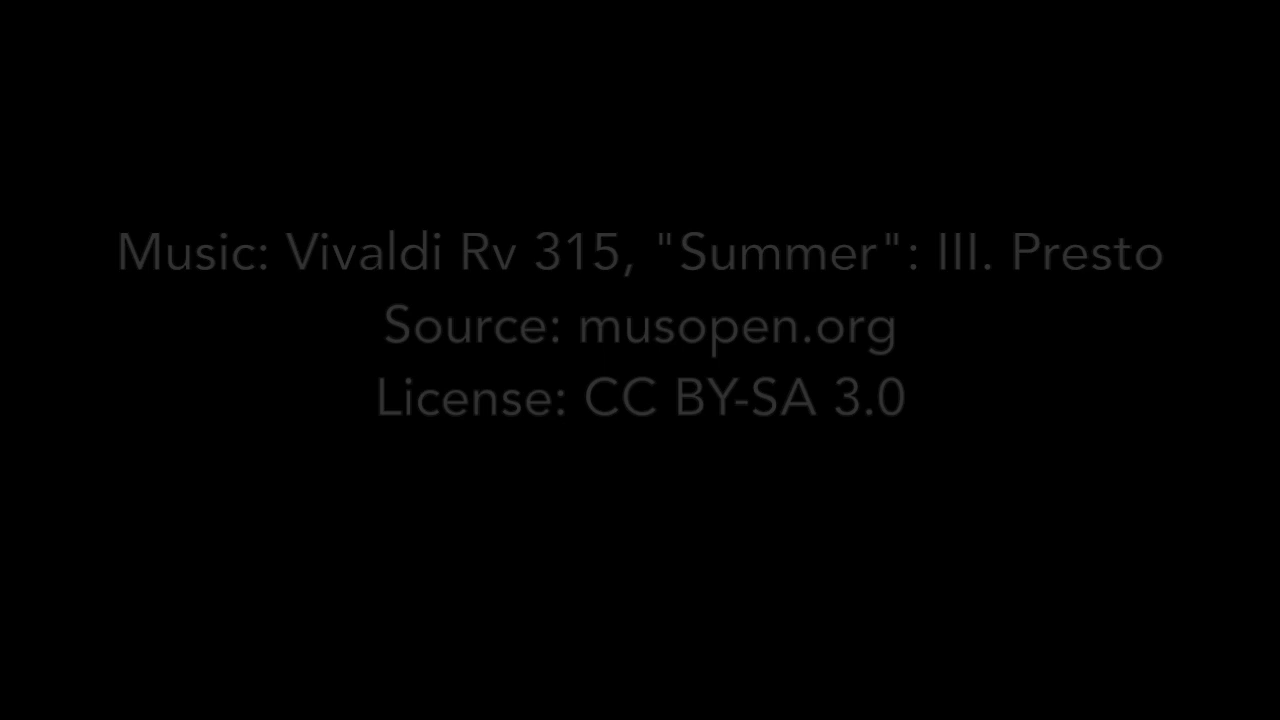 Music: Vivaldi Rv 315, "Summer": III. Presto
Source: musopen.org
License: CC BY-SA 3.0